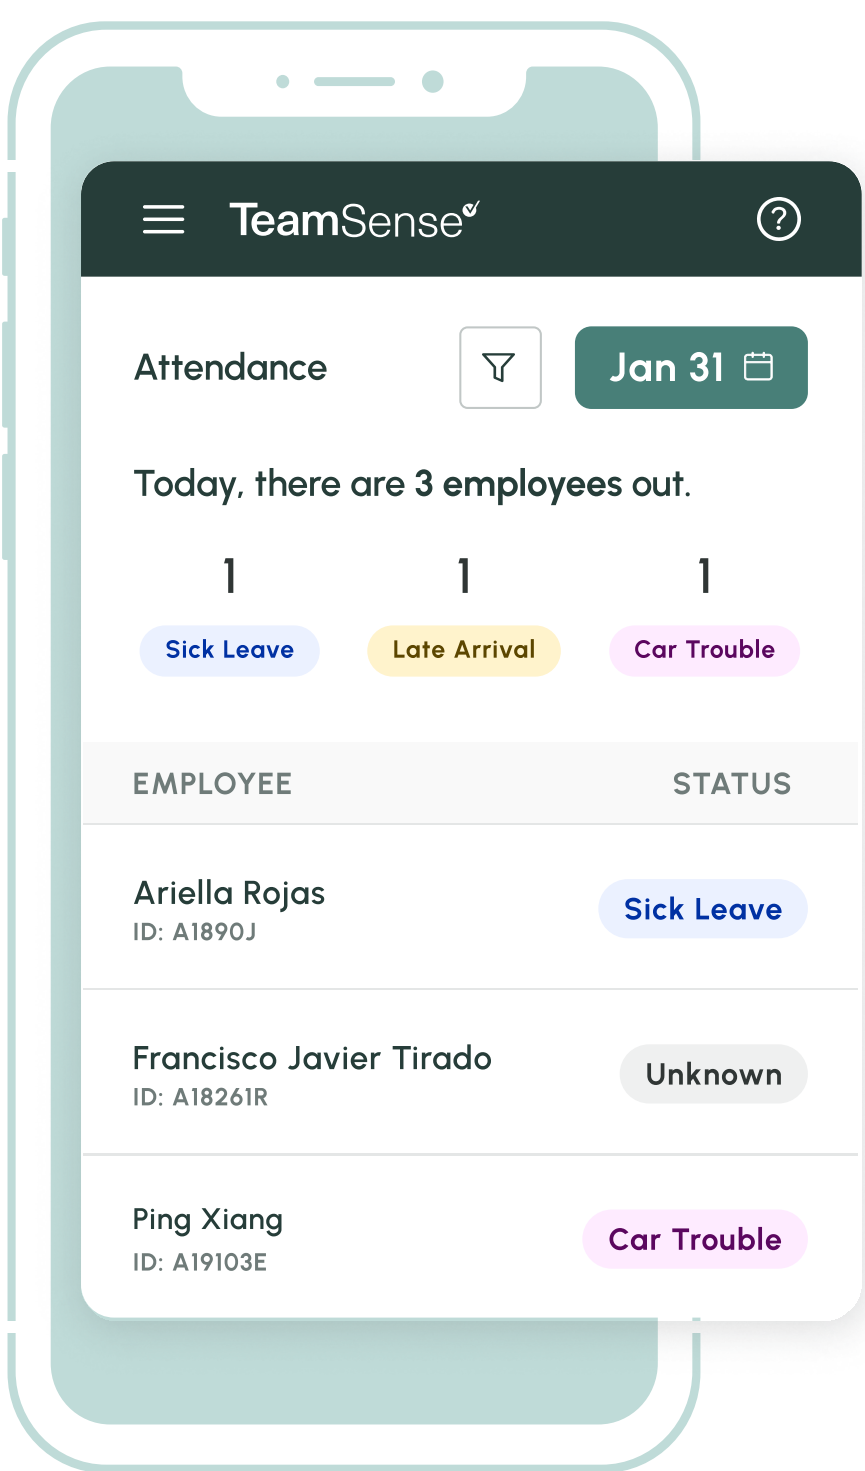 TeamSense
Attendance
Jan 31
Today, there are 3 employees out.
1 1 1
Sick Leave Late Arrival Car Trouble
EMPLOYEE STATUS
Ariella Rojas
ID: A1890J
Sick Leave
Francisco Javier Tirado
ID: A18261R
Unknown
Ping Xiang
ID: A19103E
Car Trouble